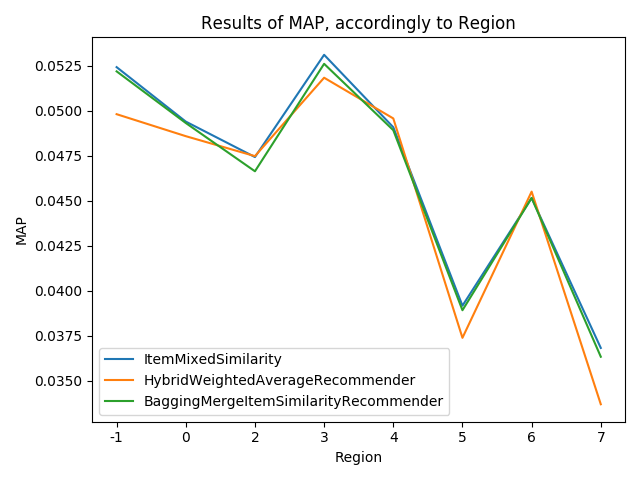 Results of MAP, accordingly to Region
MAP
0.0525
0.0500
0.0475
0.0450
0.0425
0.0400
0.0375
0.0350
ItemMixedSimilarity
HybridWeightedAverageRecommender
BaggingMergeItemSimilarityRecommender
-1 0 2 3 4 5 6 7
Region